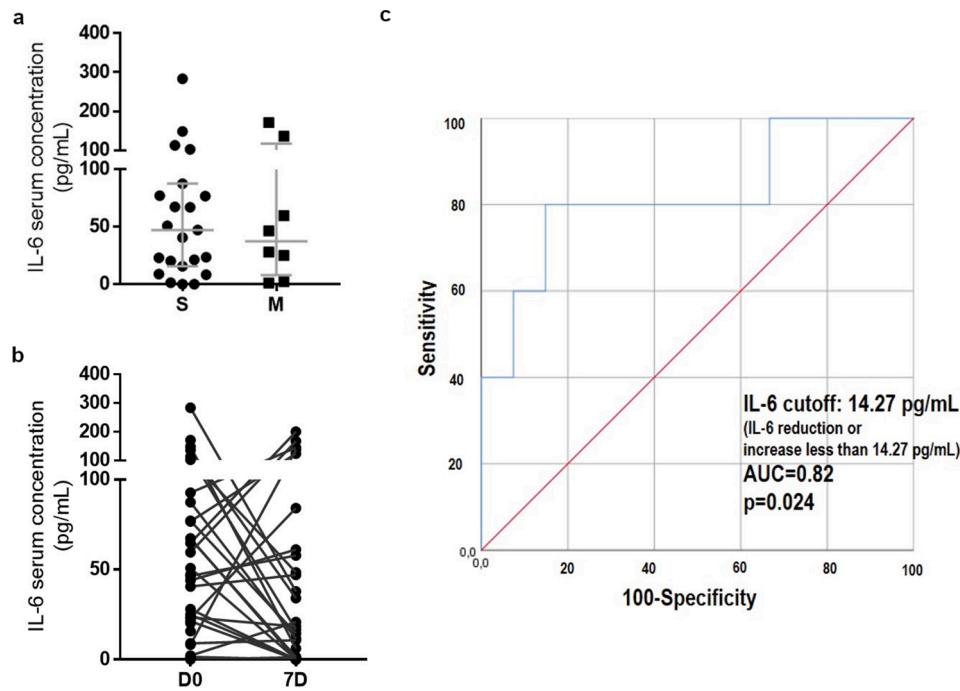 a
IL-6 serum concentration
(pg/mL)
400
300
200
100
100
50
0
S
M
b
IL-6 serum concentration
(pg/mL)
400
300
200
100
100
50
0
D0
7D
c
Sensitivity
100
80
60
40
20
0,0
0,0
20
40
60
80
100
100-Specificity
IL-6 cutoff: 14.27 pg/mL
(IL-6 reduction or
increase less than 14.27 pg/mL)
AUC=0.82
p=0.024